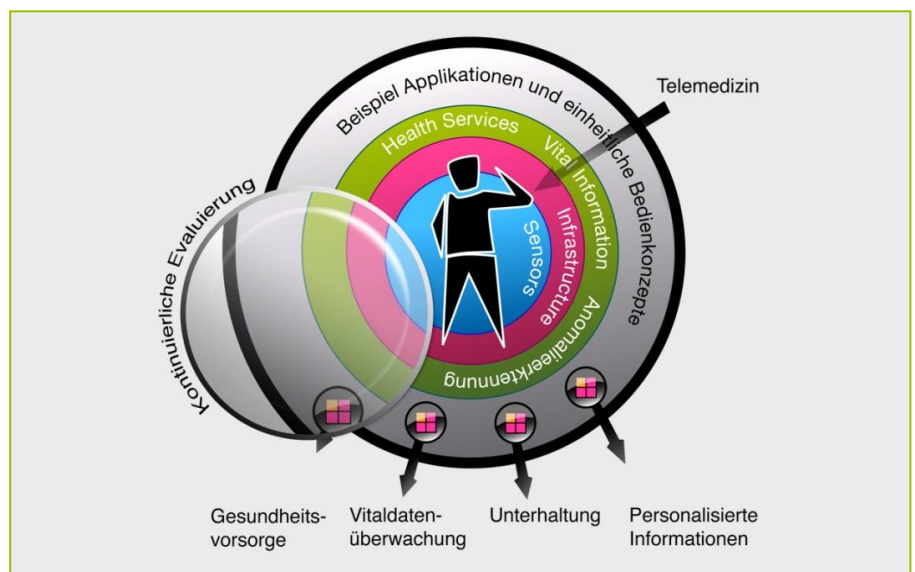 Beispiel Applikationen und einheitliche Bedienkonzepte
Telemedizin
Health Services
Vital Information
Anomalieerktennung
Infrastructure
Sensors
Kontinuierliche Evaluierung
Gesundheits-
vorsorge
Vitaldaten-
überwachung
Unterhaltung
Personalisierte
Informationen